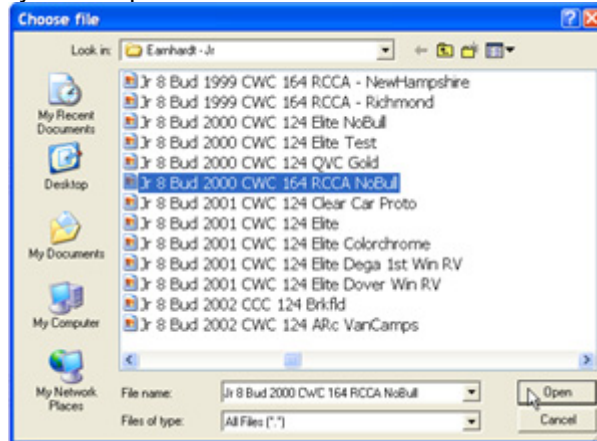 Choose file
Look in: Earnhardt - Jr
Jr 8 Bud 1999 CWC 164 RCCA - NewHampshire
Jr 8 Bud 1999 CWC 164 RCCA - Richmond
Jr 8 Bud 2000 CWC 124 Elite NoBull
Jr 8 Bud 2000 CWC 124 Elite Test
Jr 8 Bud 2000 CWC 124 QVC Gold
Jr 8 Bud 2000 CWC 164 RCCA NoBull
Jr 8 Bud 2001 CWC 124 Clear Car Proto
Jr 8 Bud 2001 CWC 124 Elite
Jr 8 Bud 2001 CWC 124 Elite Colorchrome
Jr 8 Bud 2001 CWC 124 Elite Dega 1st Win RV
Jr 8 Bud 2001 CWC 124 Elite Dover Win RV
Jr 8 Bud 2002 CCC 124 Brkfld
Jr 8 Bud 2002 CWC 124 ARc VanCamps
My Recent
Documents
Desktop
My Documents
My Computer
My Network
Places
File name: Jr 8 Bud 2000 CWC 164 RCCA NoBull
Open
Files of type: All Files (*.*)
Cancel